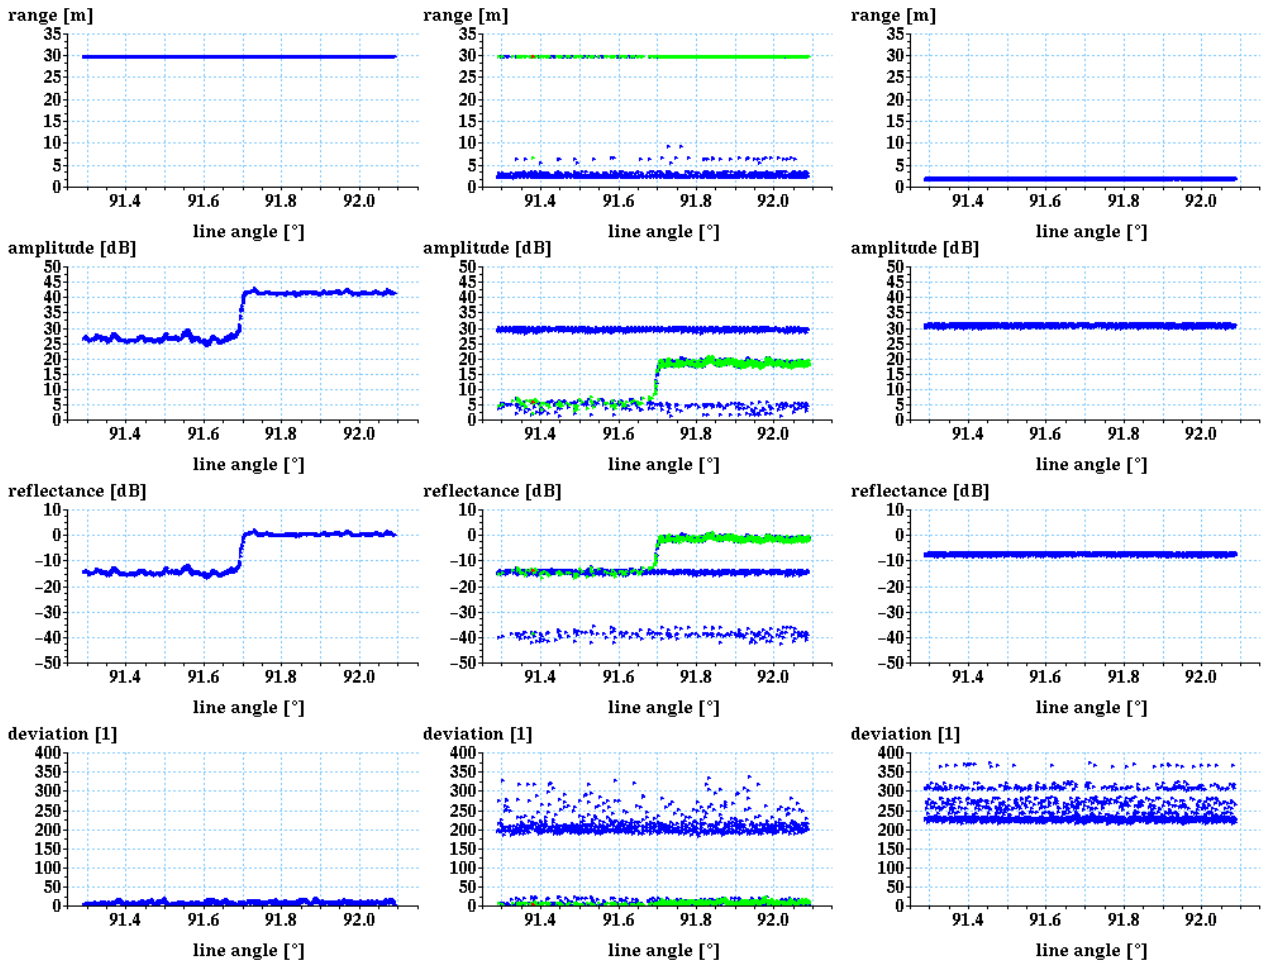 range [m] range [m] range [m]
35 35 35
30 30 30
25 25 25
20 20 20
15 15 15
10 10 10
5 5 5
0 0 0
91.4 91.6 91.8 92.0 91.4 91.6 91.8 92.0 91.4 91.6 91.8 92.0
line angle [°] line angle [°] line angle [°]
amplitude [dB] amplitude [dB] amplitude [dB]
50 50 50
45 45 45
40 40 40
35 35 35
30 30 30
25 25 25
20 20 20
15 15 15
10 10 10
5 5 5
0 0 0
91.4 91.6 91.8 92.0 91.4 91.6 91.8 92.0 91.4 91.6 91.8 92.0
line angle [°] line angle [°] line angle [°]
reflectance [dB] reflectance [dB] reflectance [dB]
10 10 10
0 0 0
−10 −10 −10
−20 −20 −20
−30 −30 −30
−40 −40 −40
−50 −50 −50
91.4 91.6 91.8 92.0 91.4 91.6 91.8 92.0 91.4 91.6 91.8 92.0
line angle [°] line angle [°] line angle [°]
deviation [1] deviation [1] deviation [1]
400 400 400
350 350 350
300 300 300
250 250 250
200 200 200
150 150 150
100 100 100
50 50 50
0 0 0
91.4 91.6 91.8 92.0 91.4 91.6 91.8 92.0 91.4 91.6 91.8 92.0
line angle [°] line angle [°] line angle [°]